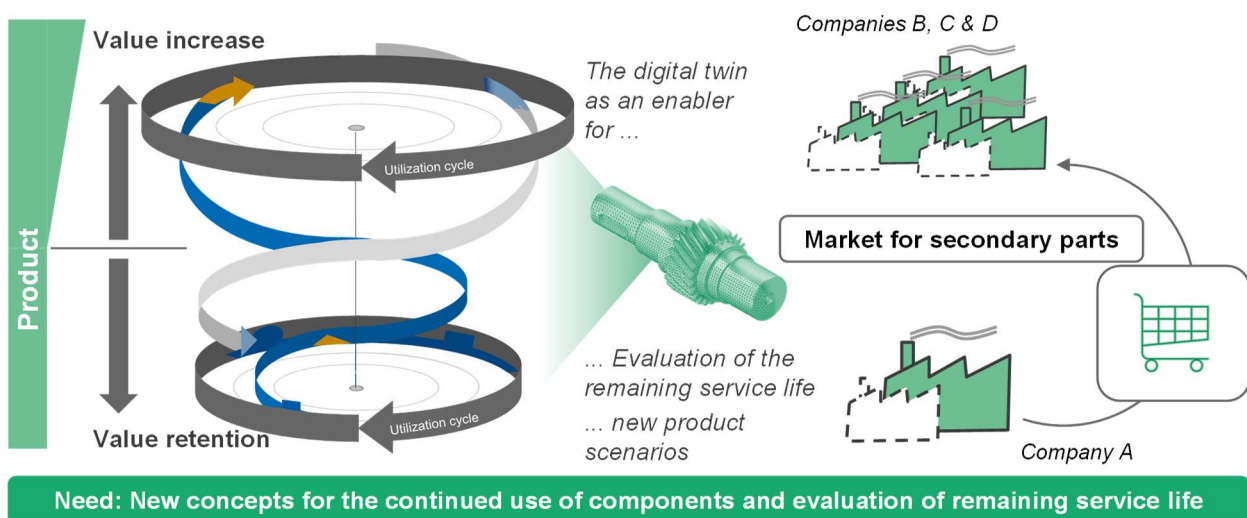 Product
Value increase
Utilization cycle
Value retention
Utilization cycle
The digital twin
as an enabler
for ...
... Evaluation of the
remaining service life
... new product
scenarios
Companies B, C & D
Market for secondary parts
Company A
Need: New concepts for the continued use of components and evaluation of remaining service life